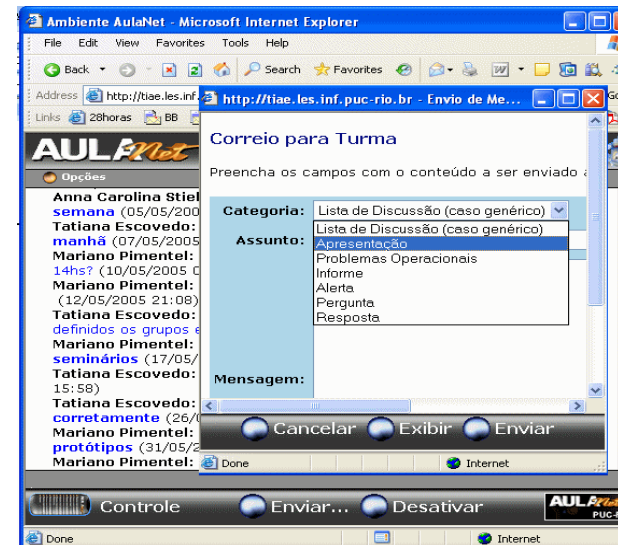 Ambiente AulaNet - Microsoft Internet Explorer
File Edit View Favorites Tools Help
Back Search Favorites
Address http://tiae.les.inf.
Links 28horas BB
http://tiae.les.inf.puc-rio.br - Envio de Me...
Correio para Turma
Preencha os campos com o conteúdo a ser enviado
Categoria: Lista de Discussão (caso genérico)
Lista de Discussão (caso genérico)
Apresentação
Problemas Operacionais
Informe
Alerta
Pergunta
Resposta
Assunto:
Mensagem:
Cancelar Exibir Enviar
Done Internet
AULANet
Opções
Anna Carolina Stiel
semana (05/05/200
Tatiana Escovedo:
manhã (07/05/2005
Mariano Pimentel:
14hs? (10/05/2005 0
Mariano Pimentel:
(12/05/2005 21:08)
Tatiana Escovedo:
definidos os grupos e
Mariano Pimentel:
seminários (17/05/
Tatiana Escovedo:
15:58)
Tatiana Escovedo:
corretamente (26/0
Mariano Pimentel:
protótipos (31/05/2
Mariano Pimentel:
Controle Enviar... Desativar AULANet
PUC-
Done Internet